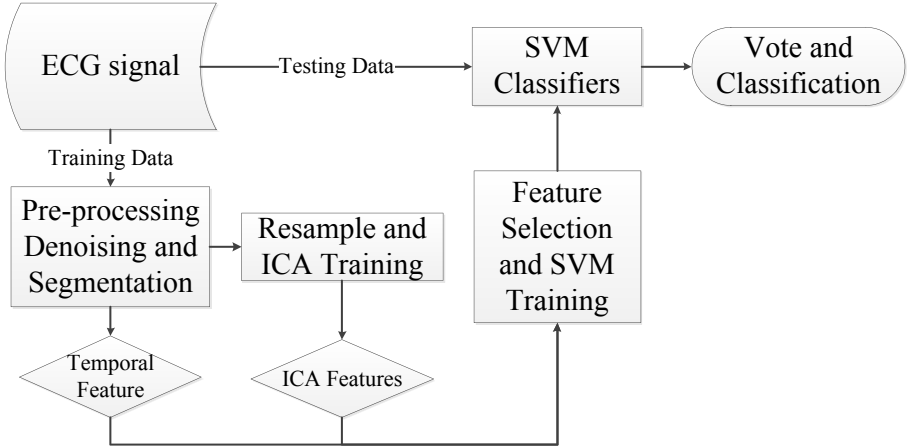 ECG signal
Testing Data
SVM
Classifiers
Vote and
Classification
Training Data
Pre-processing
Denoising and
Segmentation
Resample and
ICA Training
Feature
Selection
and SVM
Training
Temporal
Feature
ICA Features